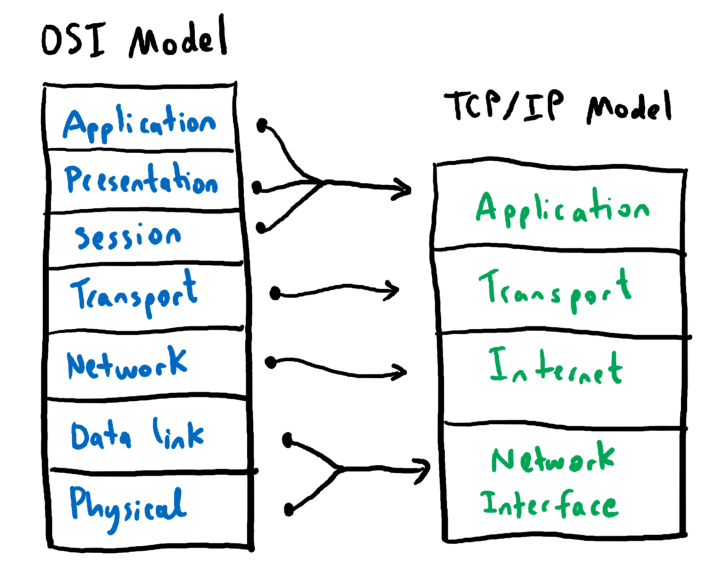 OSI Model
Application
Presentation
Session
Transport
Network
Data link
Physical
TCP/IP Model
Application
Transport
Internet
Network
Interface